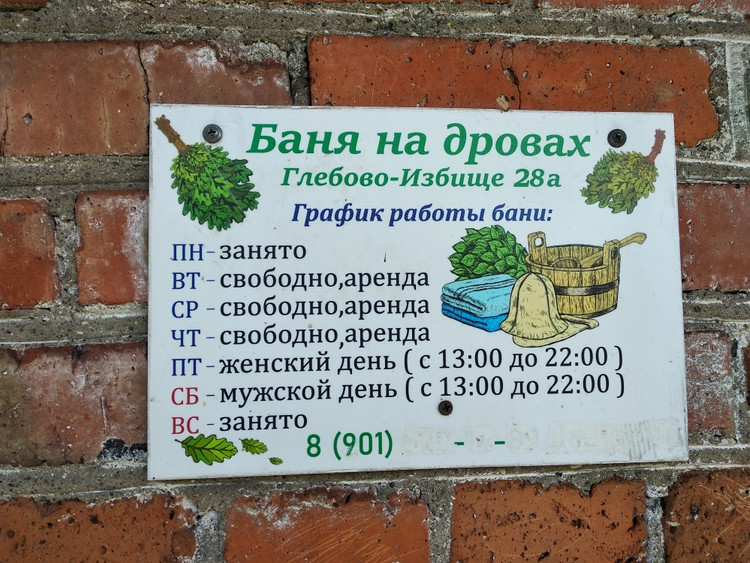 Баня на дровах
Глебово-Избище 28а
График работы бани:
ПН - занято
ВТ - свободно,аренда
СР - свободно,аренда
ЧТ - свободно,аренда
ПТ - женский день ( с 13:00 до 22:00 )
СБ - мужской день ( с 13:00 до 22:00 )
ВС - занято
8 (901) - -